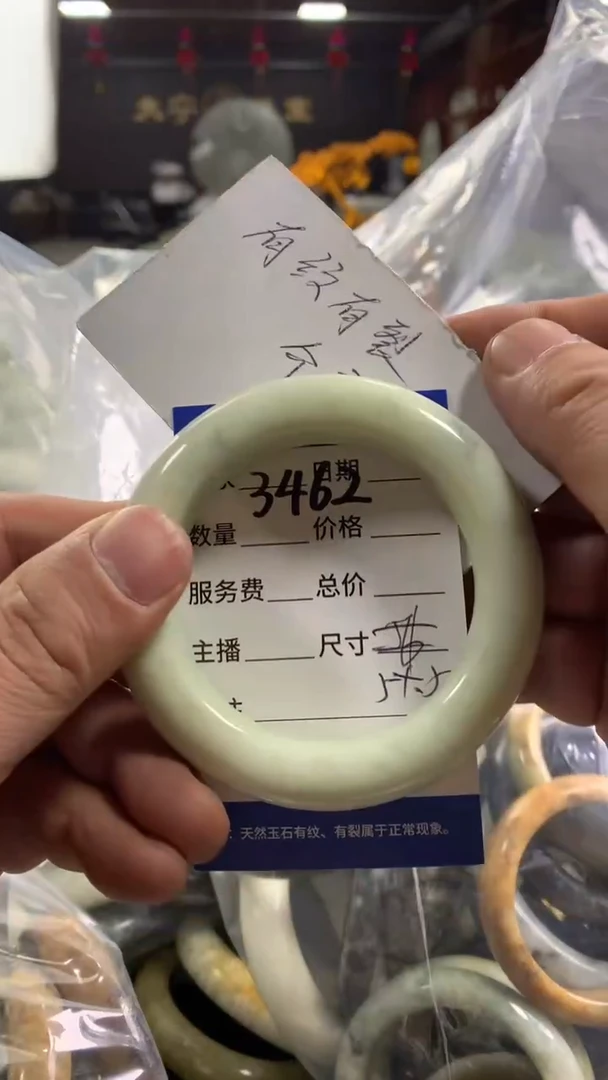 有纹有裂
3462
日期
数量 价格
服务费 总价
主播 尺寸
天然玉石有纹、有裂属于正常现象。